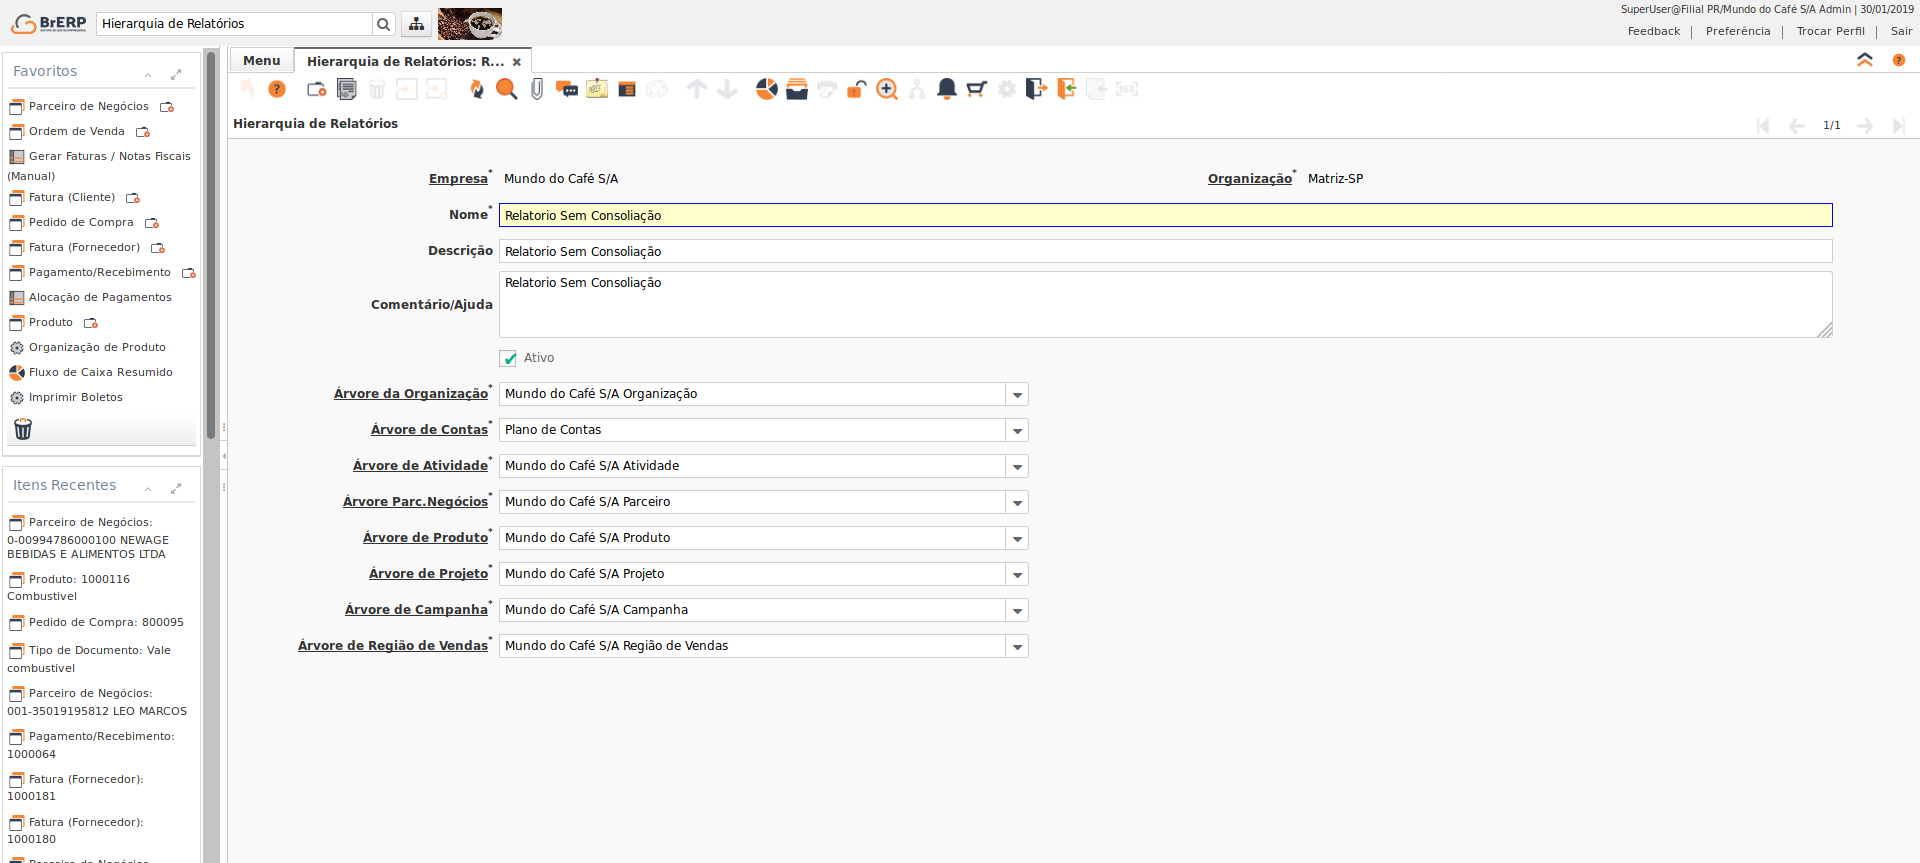 BrERP
Hierarquia de Relatórios
SuperUser@Filial PR/Mundo do Café S/A Admin | 30/01/2019
Feedback | Preferência | Trocar Perfil | Sair
Favoritos
Parceiro de Negócios
Ordem de Venda
Gerar Faturas / Notas Fiscais
(Manual)
Fatura (Cliente)
Pedido de Compra
Fatura (Fornecedor)
Pagamento/Recebimento
Alocação de Pagamentos
Produto
Organização de Produto
Fluxo de Caixa Resumido
Imprimir Boletos
Itens Recentes
Parceiro de Negócios:
0-00994786000100 NEWAGE
BEBIDAS E ALIMENTOS LTDA
Produto: 1000116
Combustivel
Pedido de Compra: 800095
Tipo de Documento: Vale
combustivel
Parceiro de Negócios:
001-35019195812 LEO MARCOS
Pagamento/Recebimento:
1000064
Fatura (Fornecedor):
1000181
Fatura (Fornecedor):
1000180
Menu
Hierarquia de Relatórios: R...
Hierarquia de Relatórios
1/1
Empresa* Mundo do Café S/A
Organização* Matriz-SP
Nome* Relatorio Sem Consoliação
Descrição Relatorio Sem Consoliação
Comentário/Ajuda Relatorio Sem Consoliação
Ativo
Árvore da Organização* Mundo do Café S/A Organização
Árvore de Contas* Plano de Contas
Árvore de Atividade* Mundo do Café S/A Atividade
Árvore Parc.Negócios* Mundo do Café S/A Parceiro
Árvore de Produto* Mundo do Café S/A Produto
Árvore de Projeto* Mundo do Café S/A Projeto
Árvore de Campanha* Mundo do Café S/A Campanha
Árvore de Região de Vendas* Mundo do Café S/A Região de Vendas